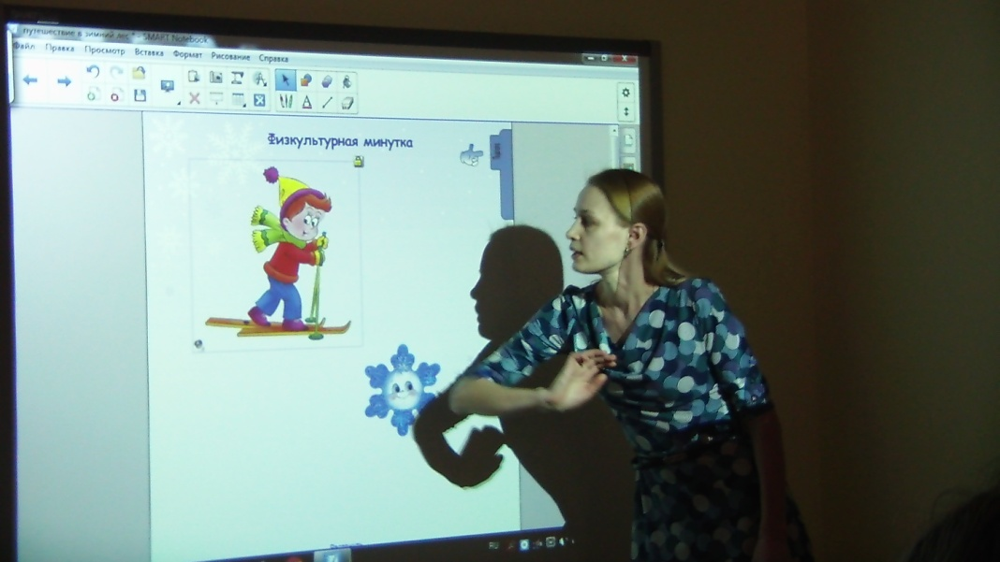 путешествие в зимний лес * - SMART Notebook
Файл Правка Просмотр Вставка Формат Рисование Справка
Физкультурная минутка
RU